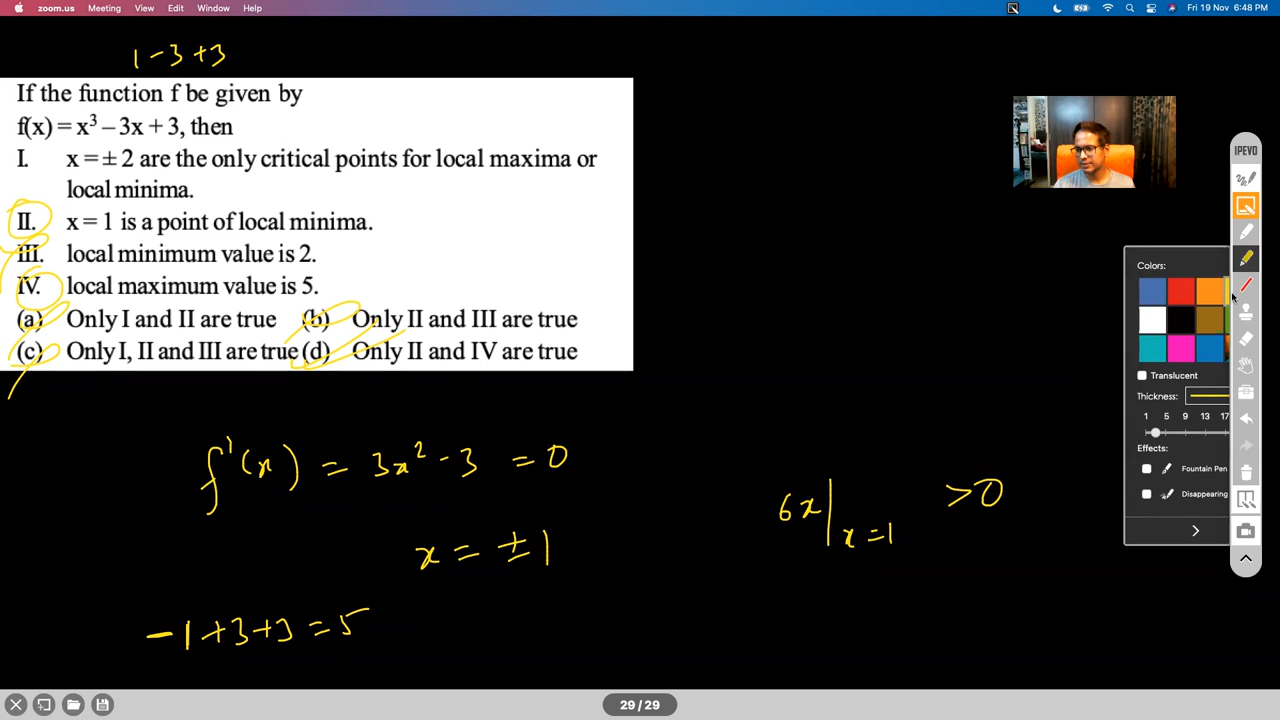 zoom.us Meeting View Edit Window Help Fri 19 Nov 6:48 PM
1 - 3 + 3
If the function f be given by
f(x) = x³ – 3x + 3, then
I. x = ± 2 are the only critical points for local maxima or
local minima.
II. x = 1 is a point of local minima.
III. local minimum value is 2.
IV. local maximum value is 5.
(a) Only I and II are true (b) Only II and III are true
(c) Only I, II and III are true (d) Only II and IV are true
f'(x) = 3x² - 3 = 0
x = ± 1
6x|x=1 > 0
-1+3+3 = 5
IPEVO
Colors:
Translucent
Thickness:
1 5 9 13 17
Effects:
Fountain Pen
Disappearing
29 / 29